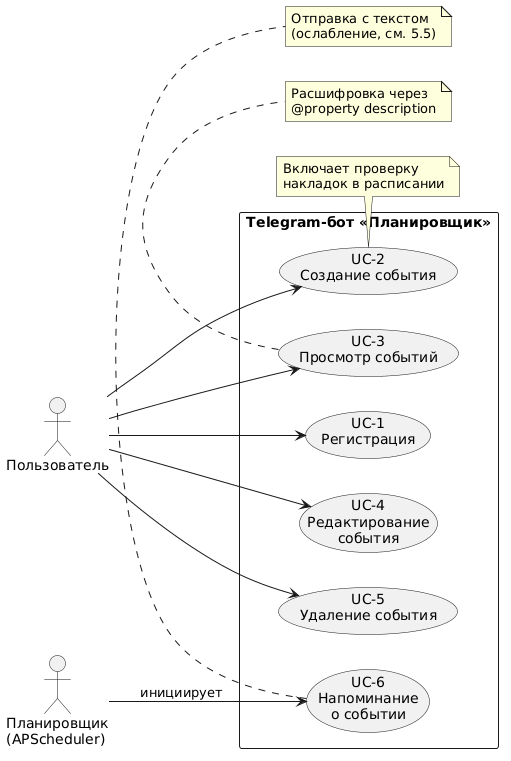 Отправка с текстом
(ослабление, см. 5.5)
Расшифровка через
@property description
Включает проверку
накладок в расписании
Telegram-бот «Планировщик»
UC-2
Создание события
UC-3
Просмотр событий
UC-1
Регистрация
UC-4
Редактирование
события
UC-5
Удаление события
UC-6
Напоминание
о событии
Пользователь
инициирует
Планировщик
(APScheduler)